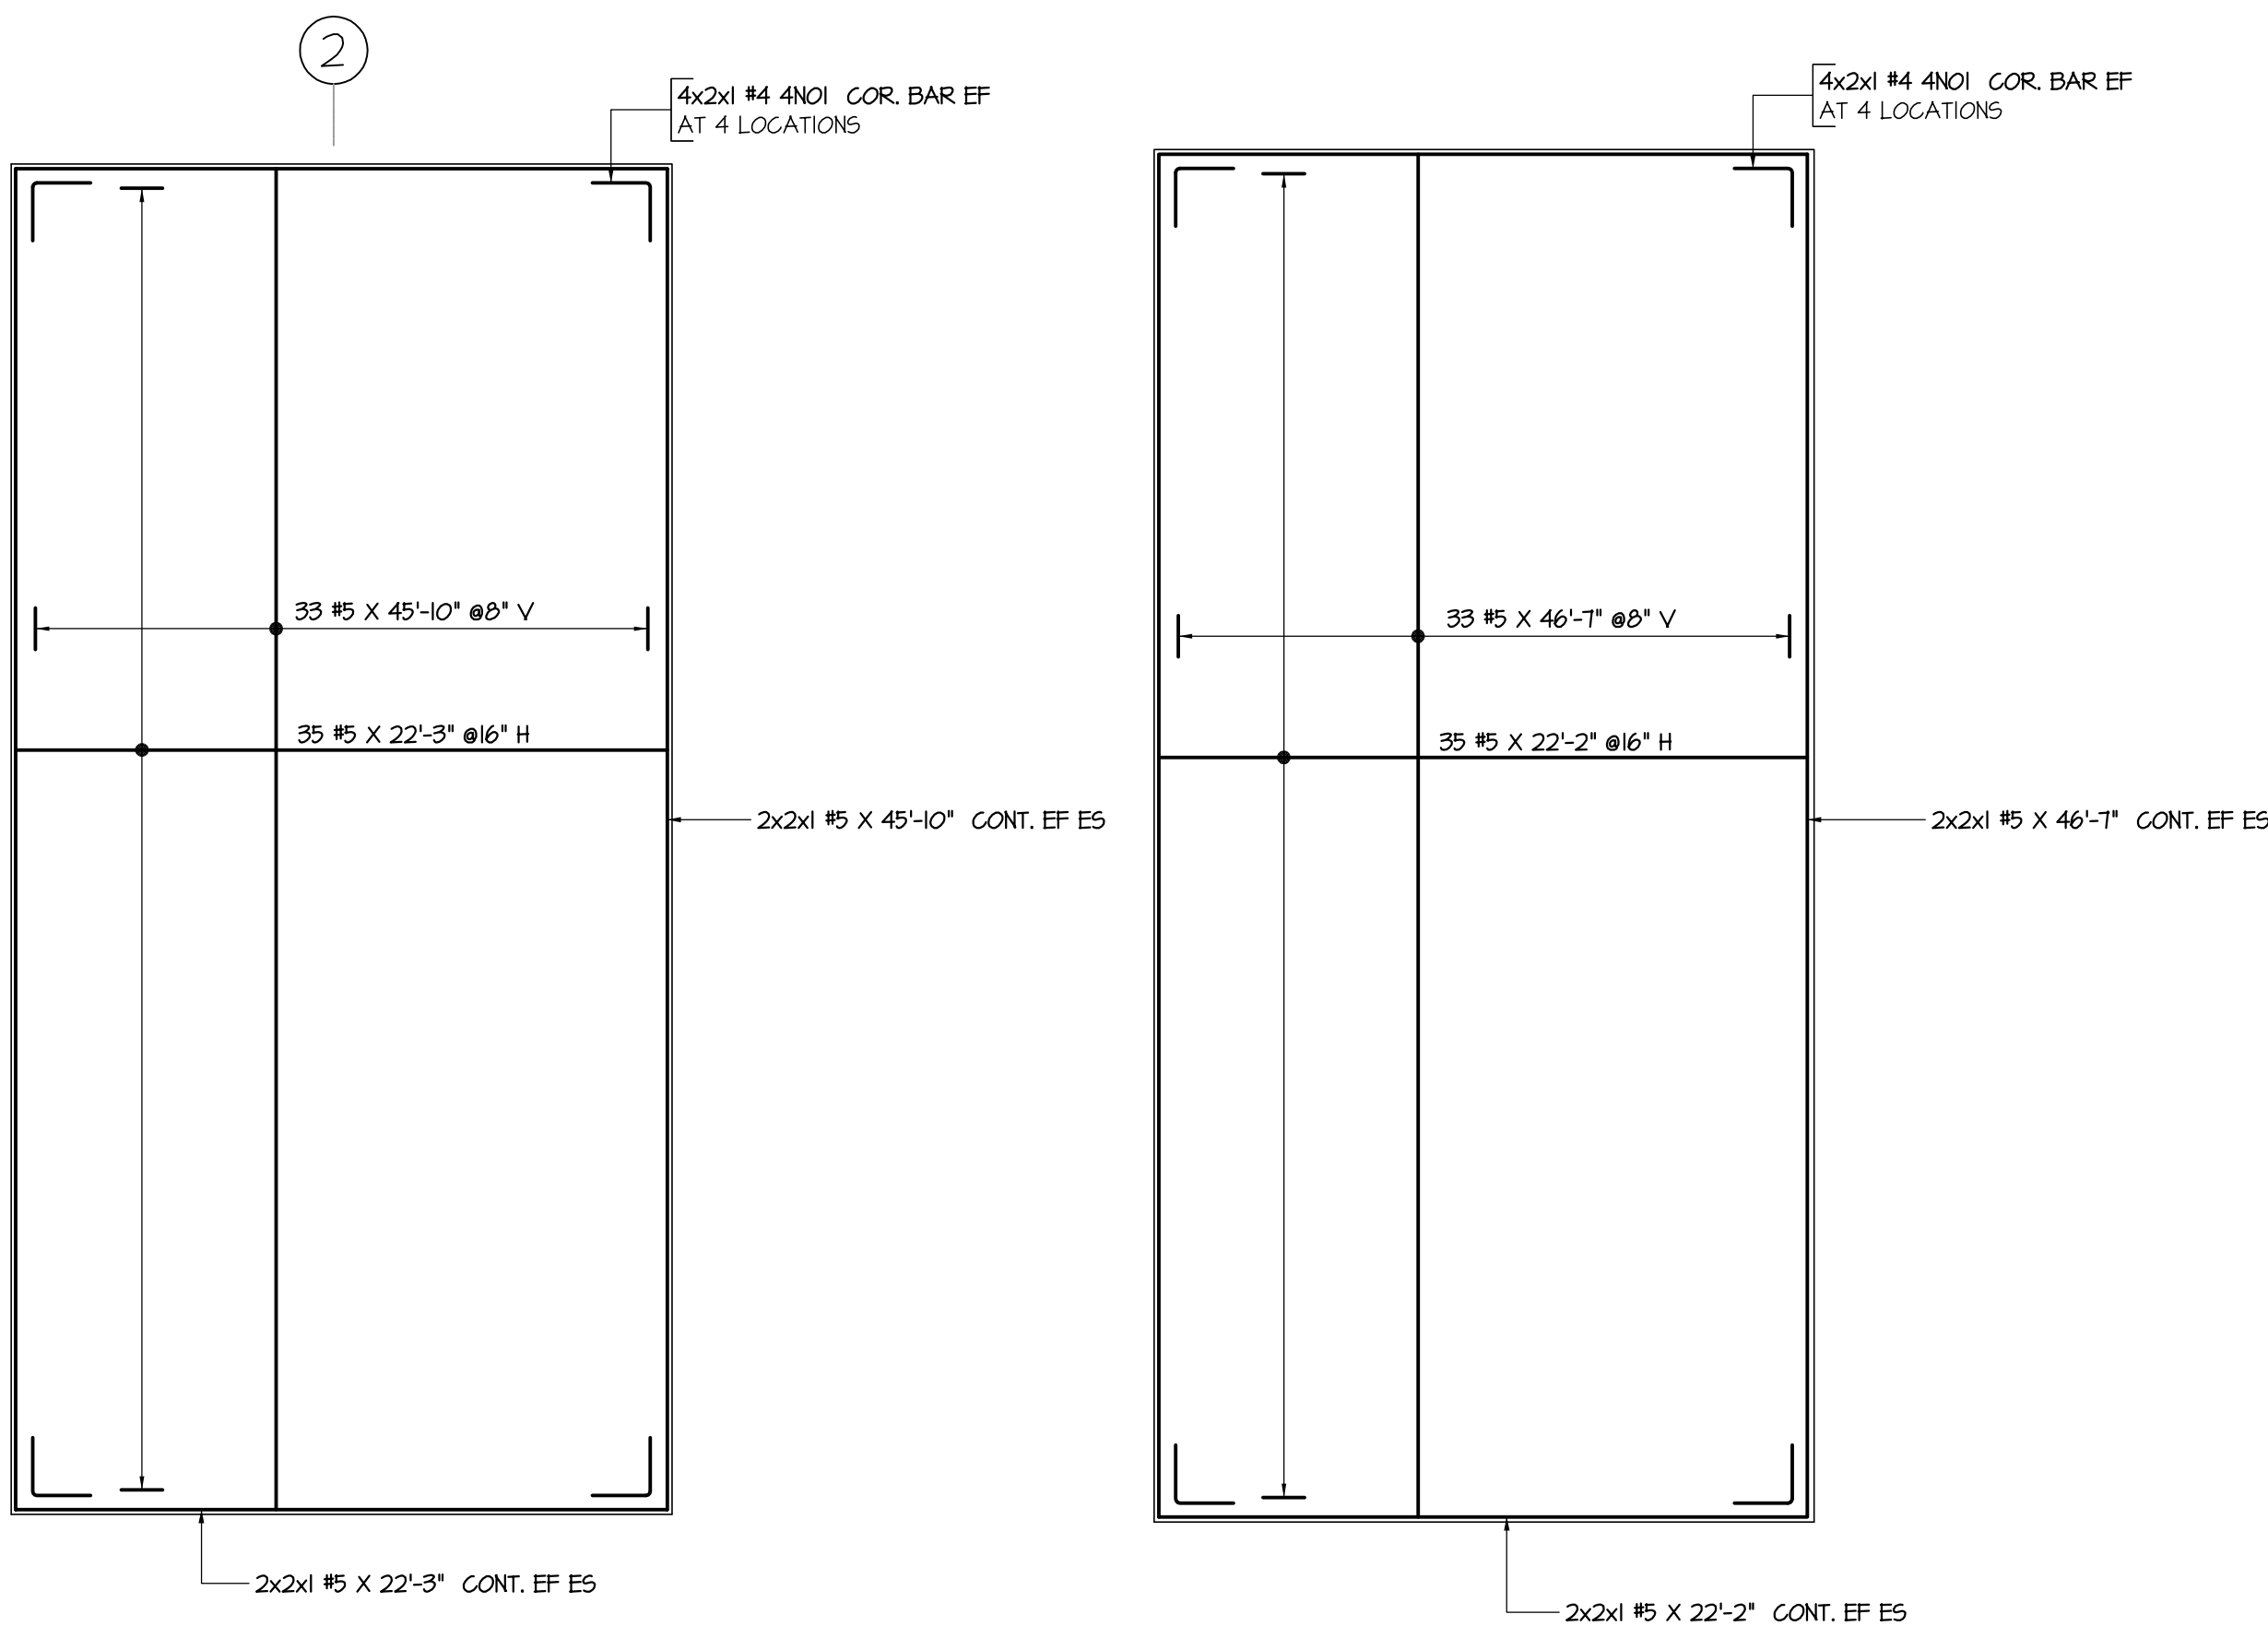 2
4x2x1 #4 4N01 COR. BAR EF
AT 4 LOCATIONS
33 #5 X 45'-10" @8" V
35 #5 X 22'-3" @16" H
2x2x1 #5 X 45'-10" CONT. EF ES
2x2x1 #5 X 22'-3" CONT. EF ES
4x2x1 #4 4N01 COR. BAR EF
AT 4 LOCATIONS
33 #5 X 46'-7" @8" V
35 #5 X 22'-2" @16" H
2x2x1 #5 X 46'-7" CONT. EF ES
2x2x1 #5 X 22'-2" CONT. EF ES